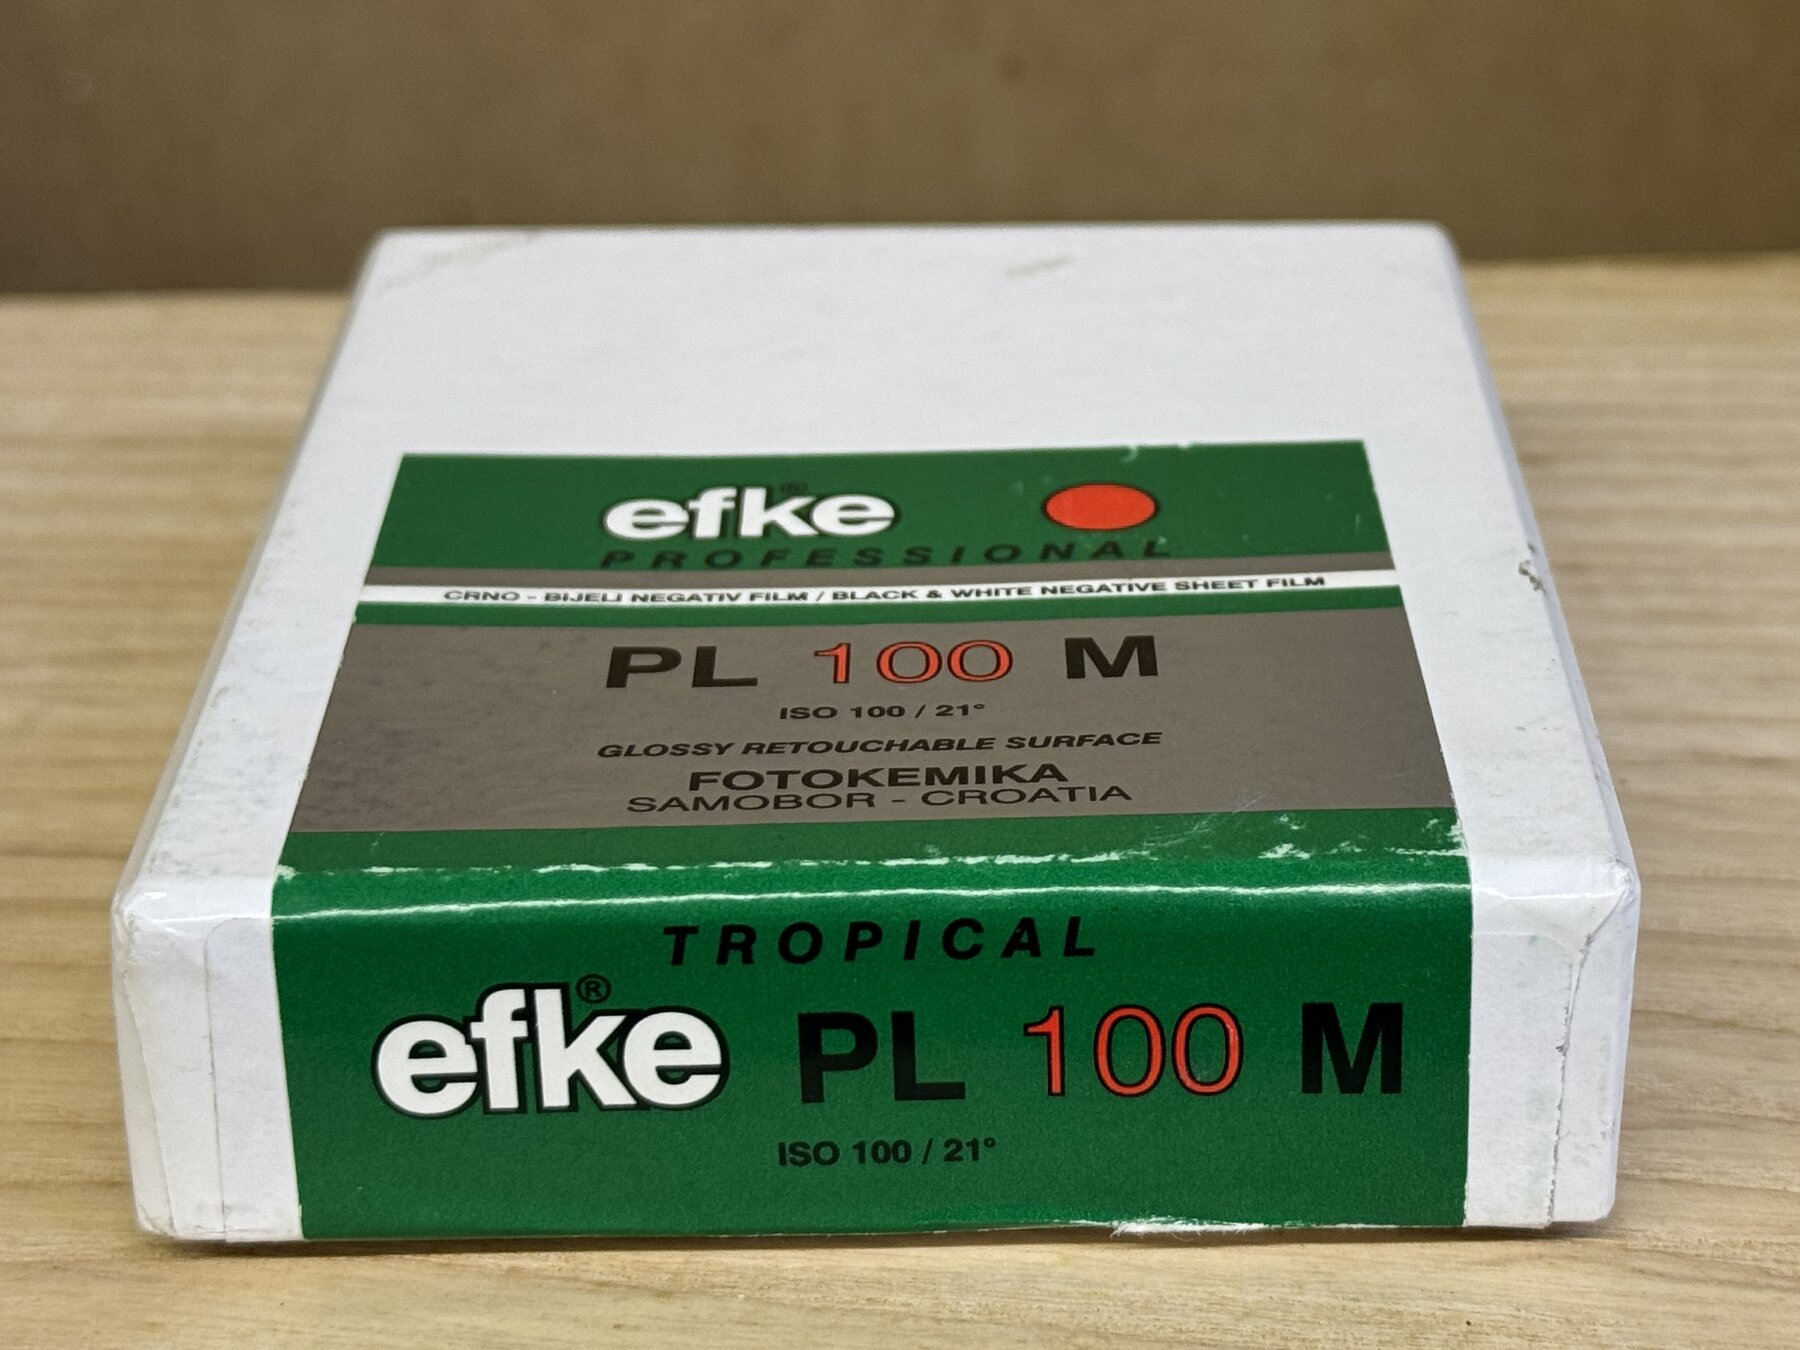 efke®
PROFESSIONAL
CRNO - BIJELI NEGATIV FILM / BLACK & WHITE NEGATIVE SHEET FILM
PL 100 M
ISO 100 / 21°
GLOSSY RETOUCHABLE SURFACE
FOTOKEMIKA
SAMOBOR - CROATIA
TROPICAL
efke® PL 100 M
ISO 100 / 21°